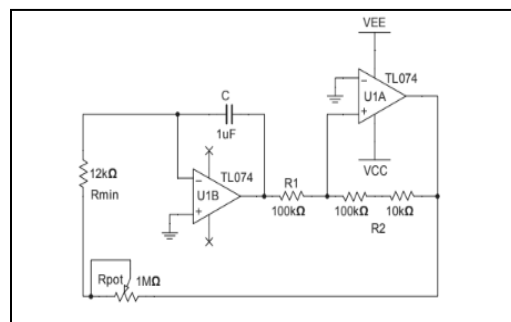 VEE
TL074
U1A
VCC
C
1uF
TL074
U1B
12kΩ
Rmin
R1
100kΩ
100kΩ
10kΩ
R2
Rpot
1MΩ